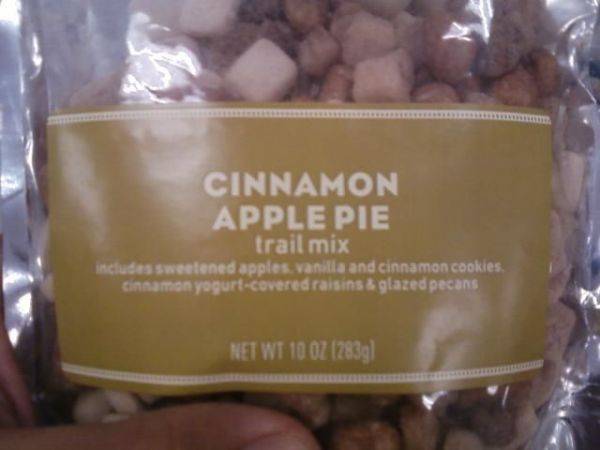 CINNAMON
APPLE PIE
trail mix
includes sweetened apples, vanilla and cinnamon cookies,
cinnamon yogurt-covered raisins & glazed pecans
NET WT 10 OZ (283g)